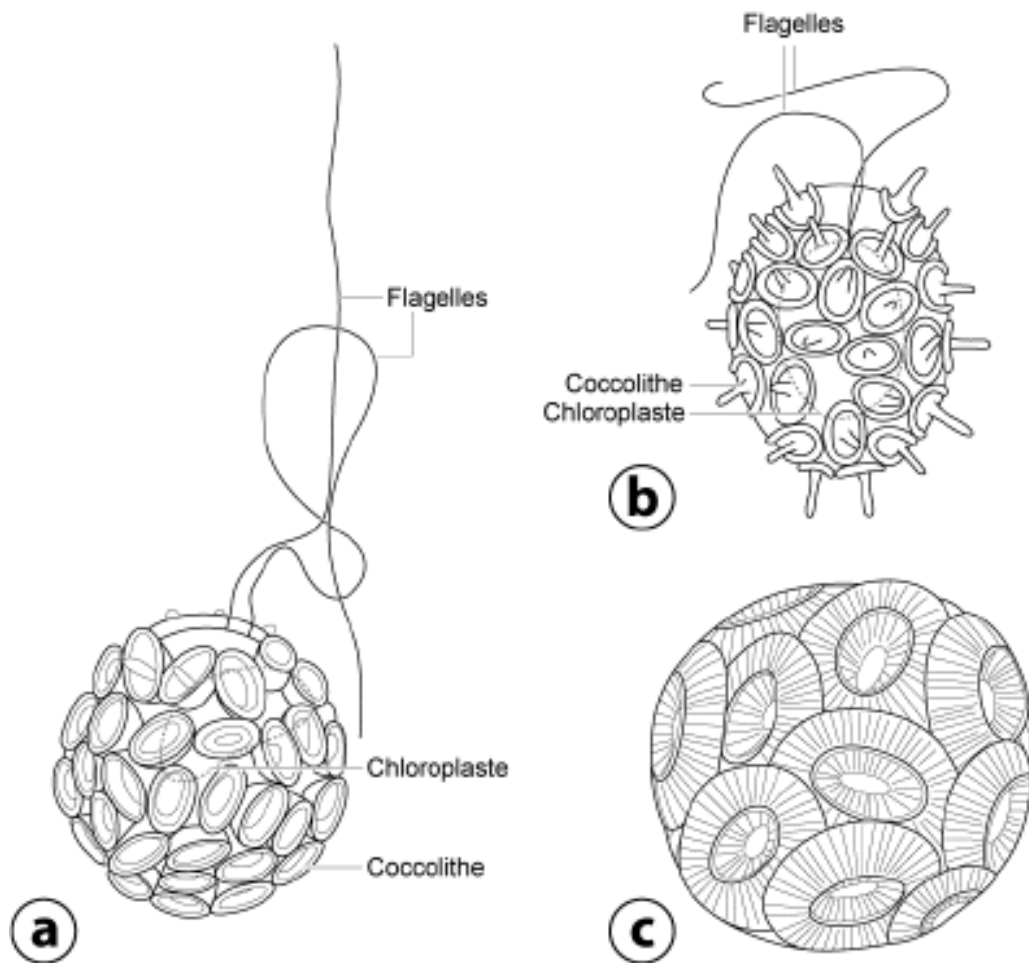 Flagelles
Chloroplaste
Coccolithe
a
Flagelles
Coccolithe
Chloroplaste
b
c